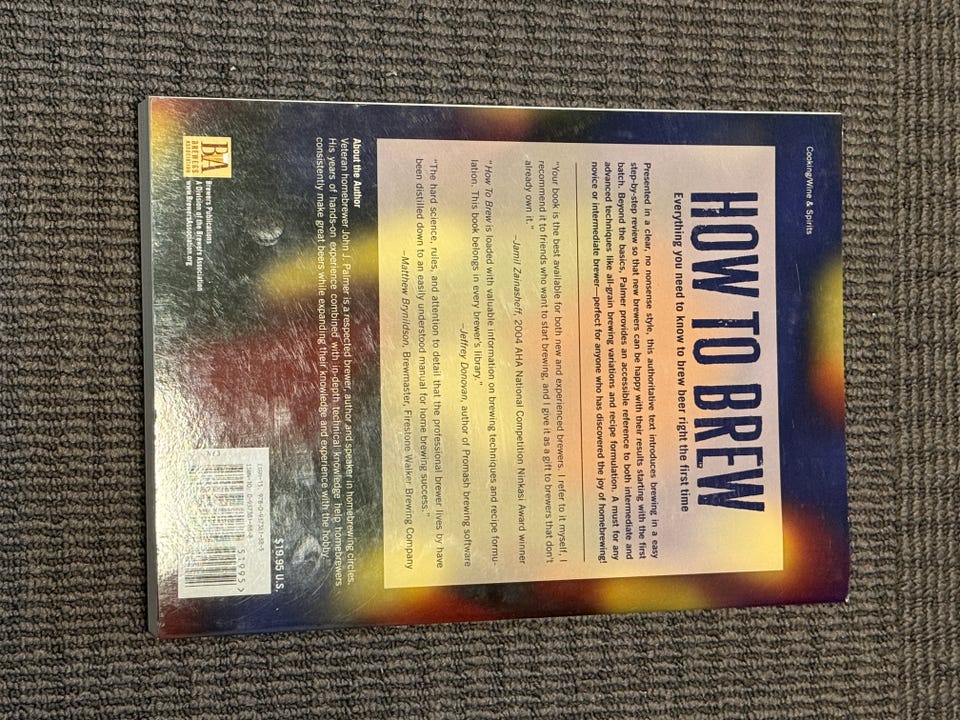 Cooking/Wine & Spirits
HOW TO BREW
Everything you need to know to brew beer right the first time
Presented in a clear, no nonsense style, this authoritative text introduces brewing in a easy
step-by-step review so that new brewers can be happy with their results starting with the first
batch. Beyond the basics, Palmer provides an accessible reference to both intermediate and
advanced techniques like all-grain brewing variations and recipe formulation. A must for any
novice or intermediate brewer—perfect for anyone who has discovered the joy of homebrewing!
"Your book is the best available for both new and experienced brewers. I refer to it myself, I
recommend it to friends who want to start brewing, and I give it as a gift to brewers that don't
already own it."
–Jamil Zainasheff, 2004 AHA National Competition Ninkasi Award winner
"How To Brew is loaded with valuable information on brewing techniques and recipe formu-
lation. This book belongs in every brewer's library."
–Jeffrey Donovan, author of Promash brewing software
"The hard science, rules, and attention to detail that the professional brewer lives by have
been distilled down to an easily understood manual for home brewing success."
–Matthew Brynildson, Brewmaster, Firestone Walker Brewing Company
About the Author
Veteran homebrewer John J. Palmer is a respected brewer, author and speaker in homebrewing circles.
His years of hands-on experience combined with in-depth technical knowledge help homebrewers
consistently make great beers while expanding their knowledge and experience with the hobby.
BA
BREWERS
ASSOCIATION
Brewers Publications
A Division of the Brewers Association
www.BrewersAssociation.org
$19.95 U.S.
51995>